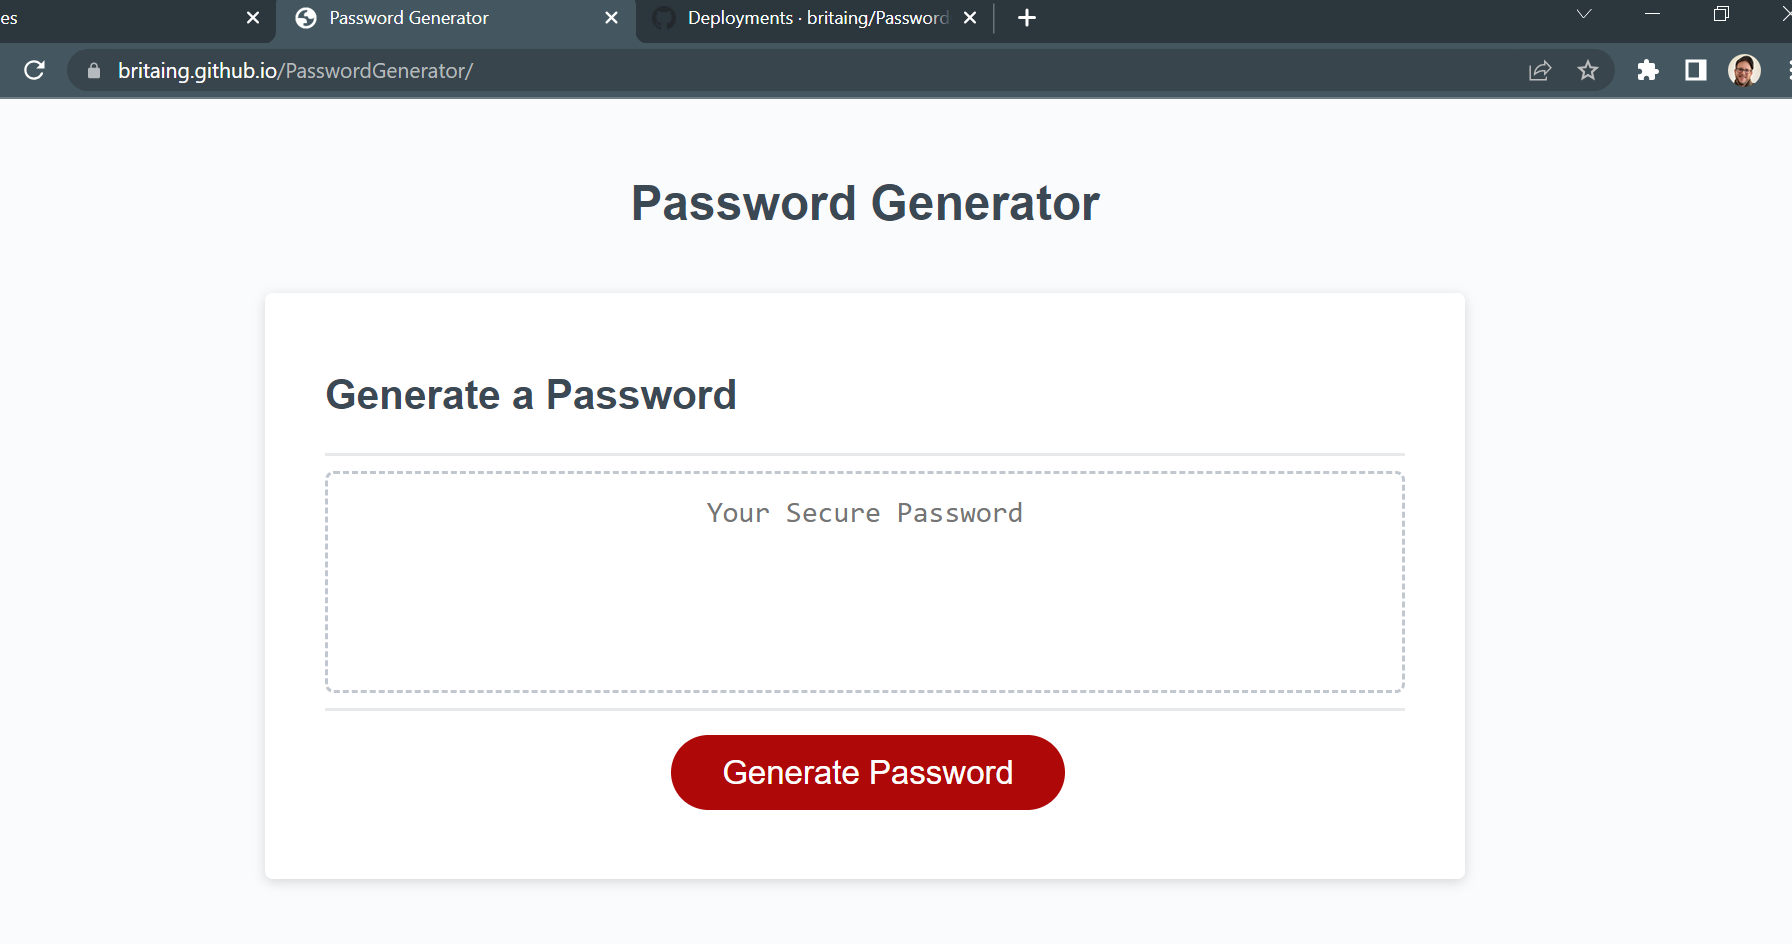 es
Password Generator
Deployments · britaing/Password
britaing.github.io/PasswordGenerator/
Password Generator
Generate a Password
Your Secure Password
Generate Password